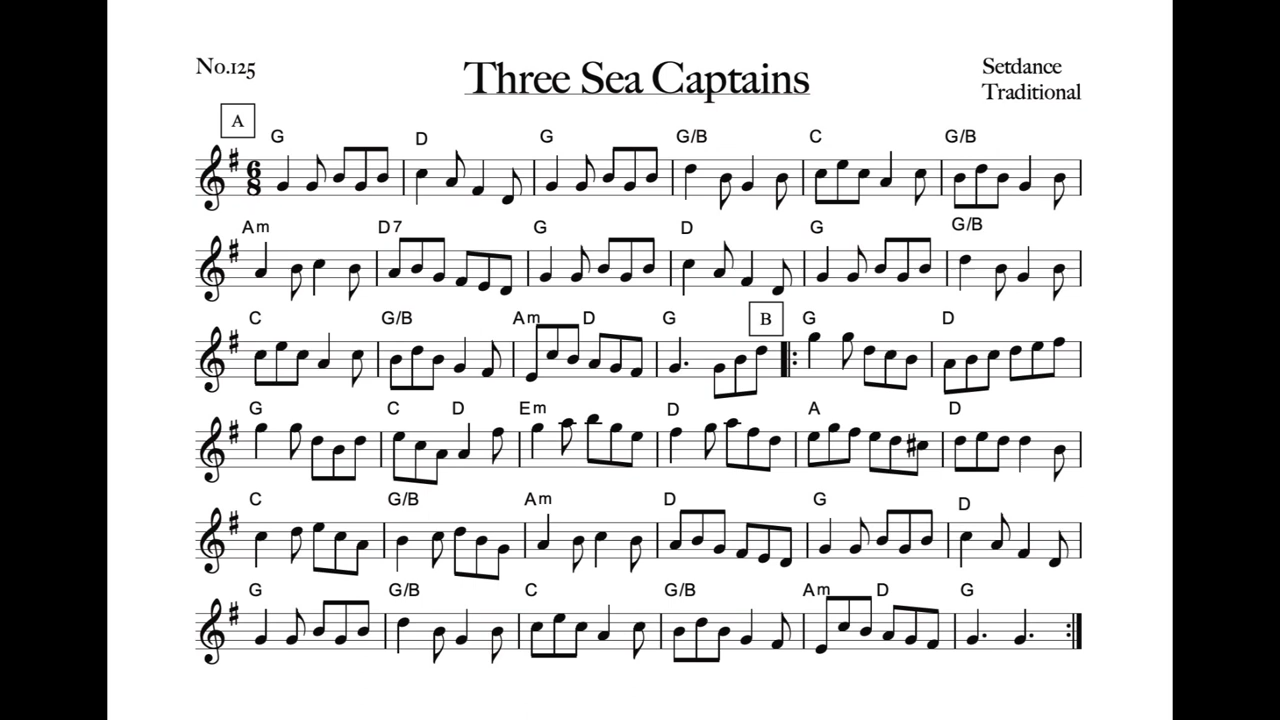 No.125
Three Sea Captains
Setdance
Traditional
A
G D G G/B C G/B
6
8
Am D7 G D G G/B
C G/B Am D G B G D
G C D Em D A D
C G/B Am D G D
G G/B C G/B Am D G